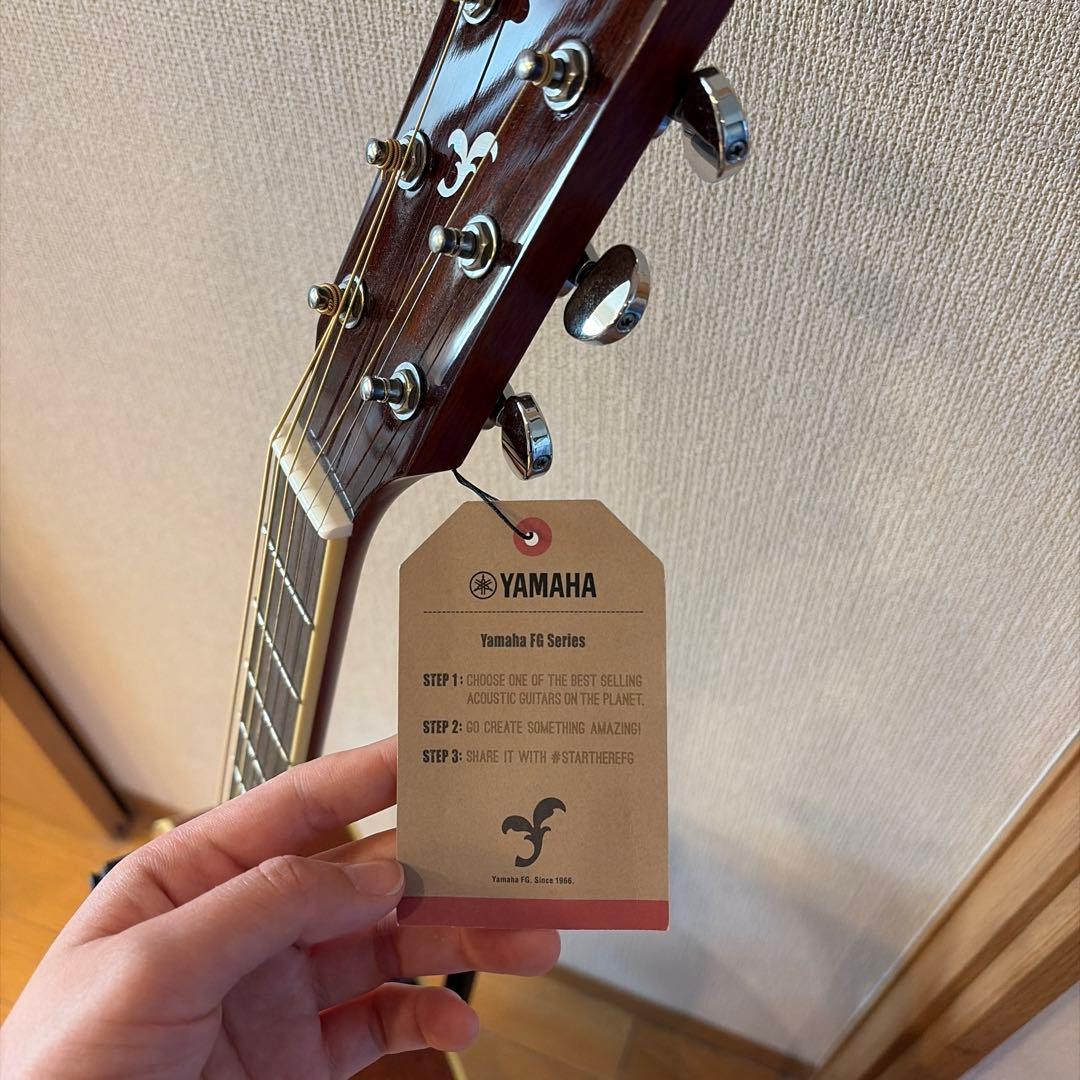 YAMAHA
Yamaha FG Series
STEP 1: CHOOSE ONE OF THE BEST SELLING
ACOUSTIC GUITARS ON THE PLANET.
STEP 2: GO CREATE SOMETHING AMAZING!
STEP 3: SHARE IT WITH #STARTHEREFG
Yamaha FG. Since 1966.